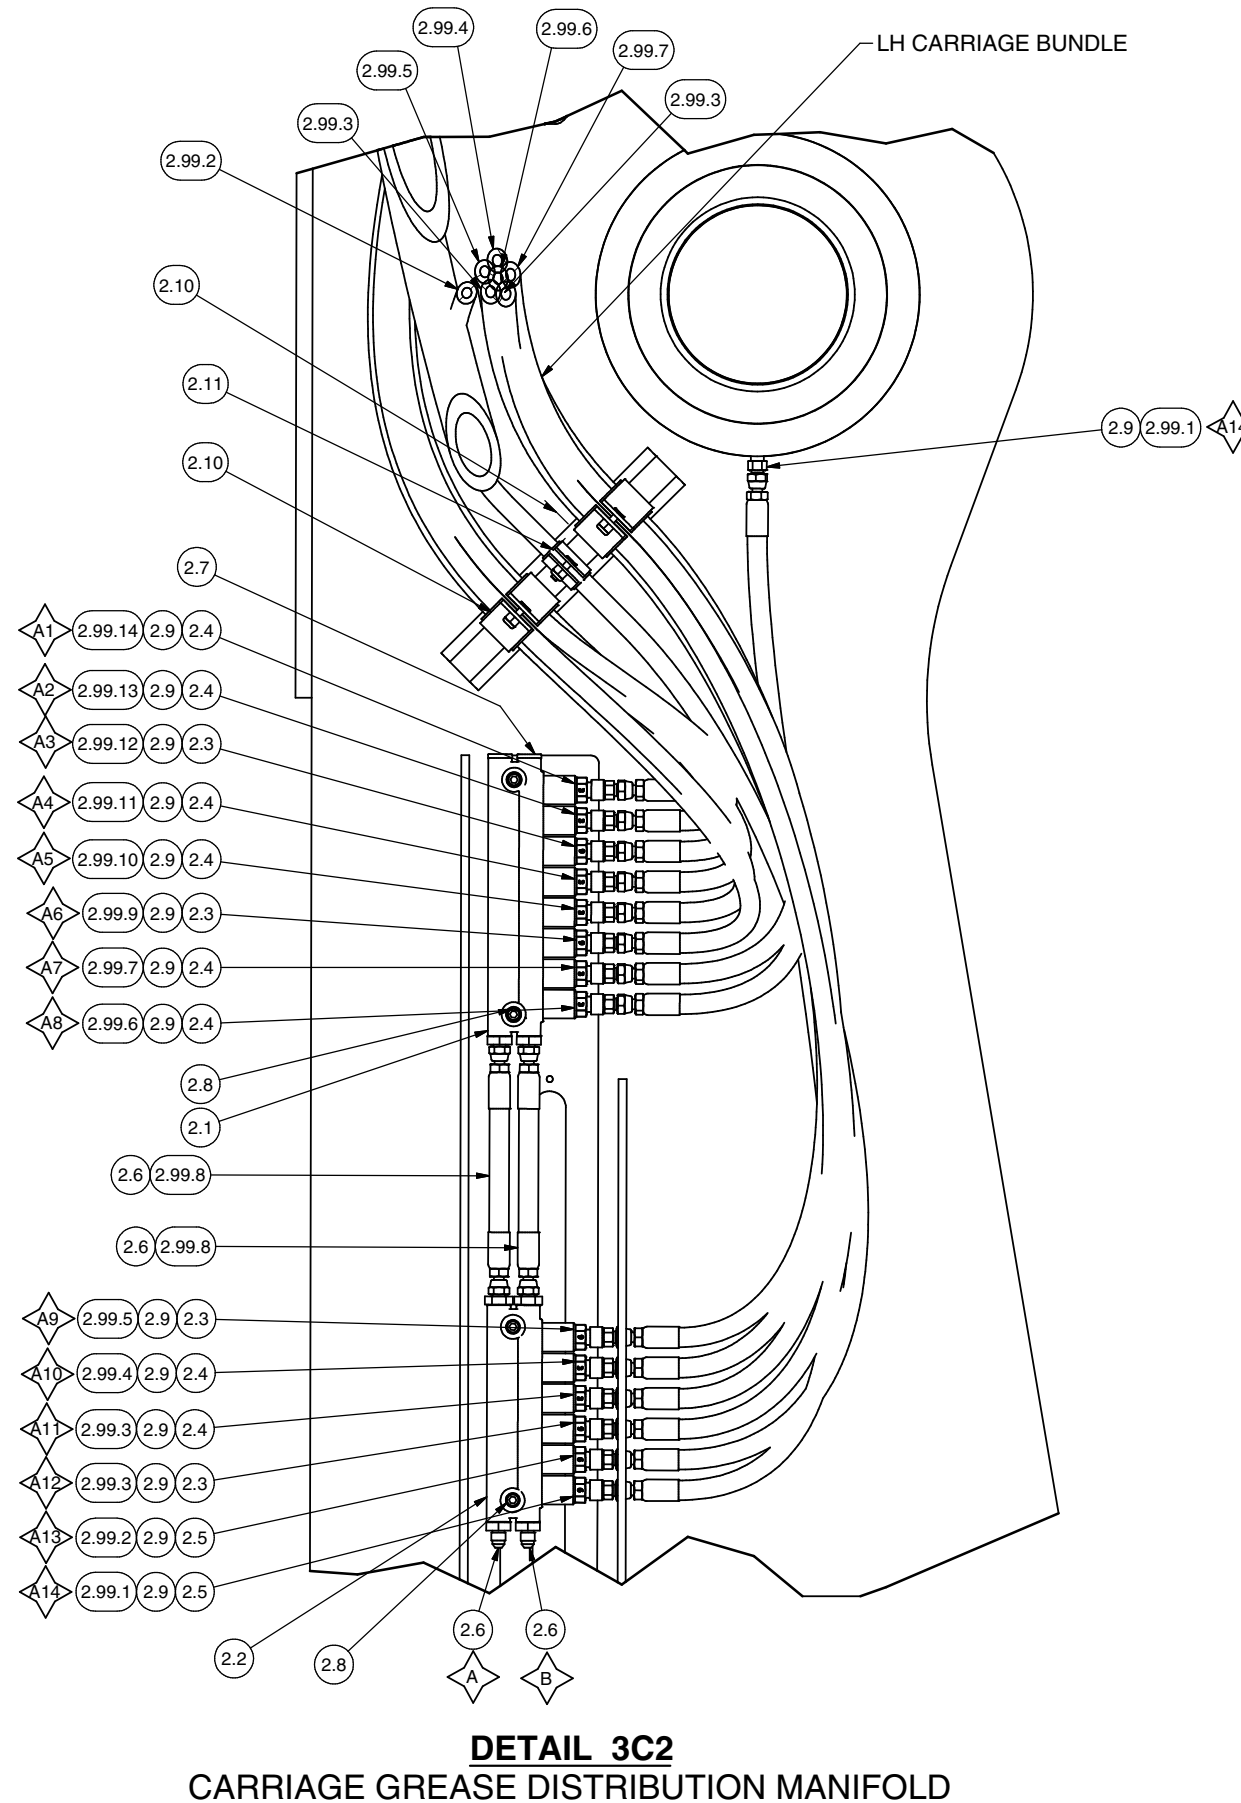 2.99.4
2.99.6
2.99.7
LH CARRIAGE BUNDLE
2.99.5
2.99.3
2.99.3
2.99.2
2.10
2.11
2.9 2.99.1
2.10
2.7
A1 2.99.14 2.9 2.4
A2 2.99.13 2.9 2.4
A3 2.99.12 2.9 2.3
A4 2.99.11 2.9 2.4
A5 2.99.10 2.9 2.4
A6 2.99.9 2.9 2.3
A7 2.99.7 2.9 2.4
A8 2.99.6 2.9 2.4
2.8
2.1
2.6 2.99.8
2.6 2.99.8
A9 2.99.5 2.9 2.3
A10 2.99.4 2.9 2.4
A11 2.99.3 2.9 2.4
A12 2.99.3 2.9 2.3
A13 2.99.2 2.9 2.5
A14 2.99.1 2.9 2.5
2.2
2.8
2.6
2.6
A
B
DETAIL 3C2
CARRIAGE GREASE DISTRIBUTION MANIFOLD